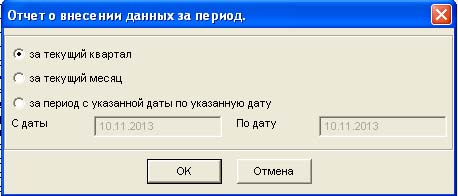 Отчет о внесении данных за период.
за текущий квартал
за текущий месяц
за период с указанной даты по указанную дату
С даты 10.11.2013 По дату 10.11.2013
OK Отмена